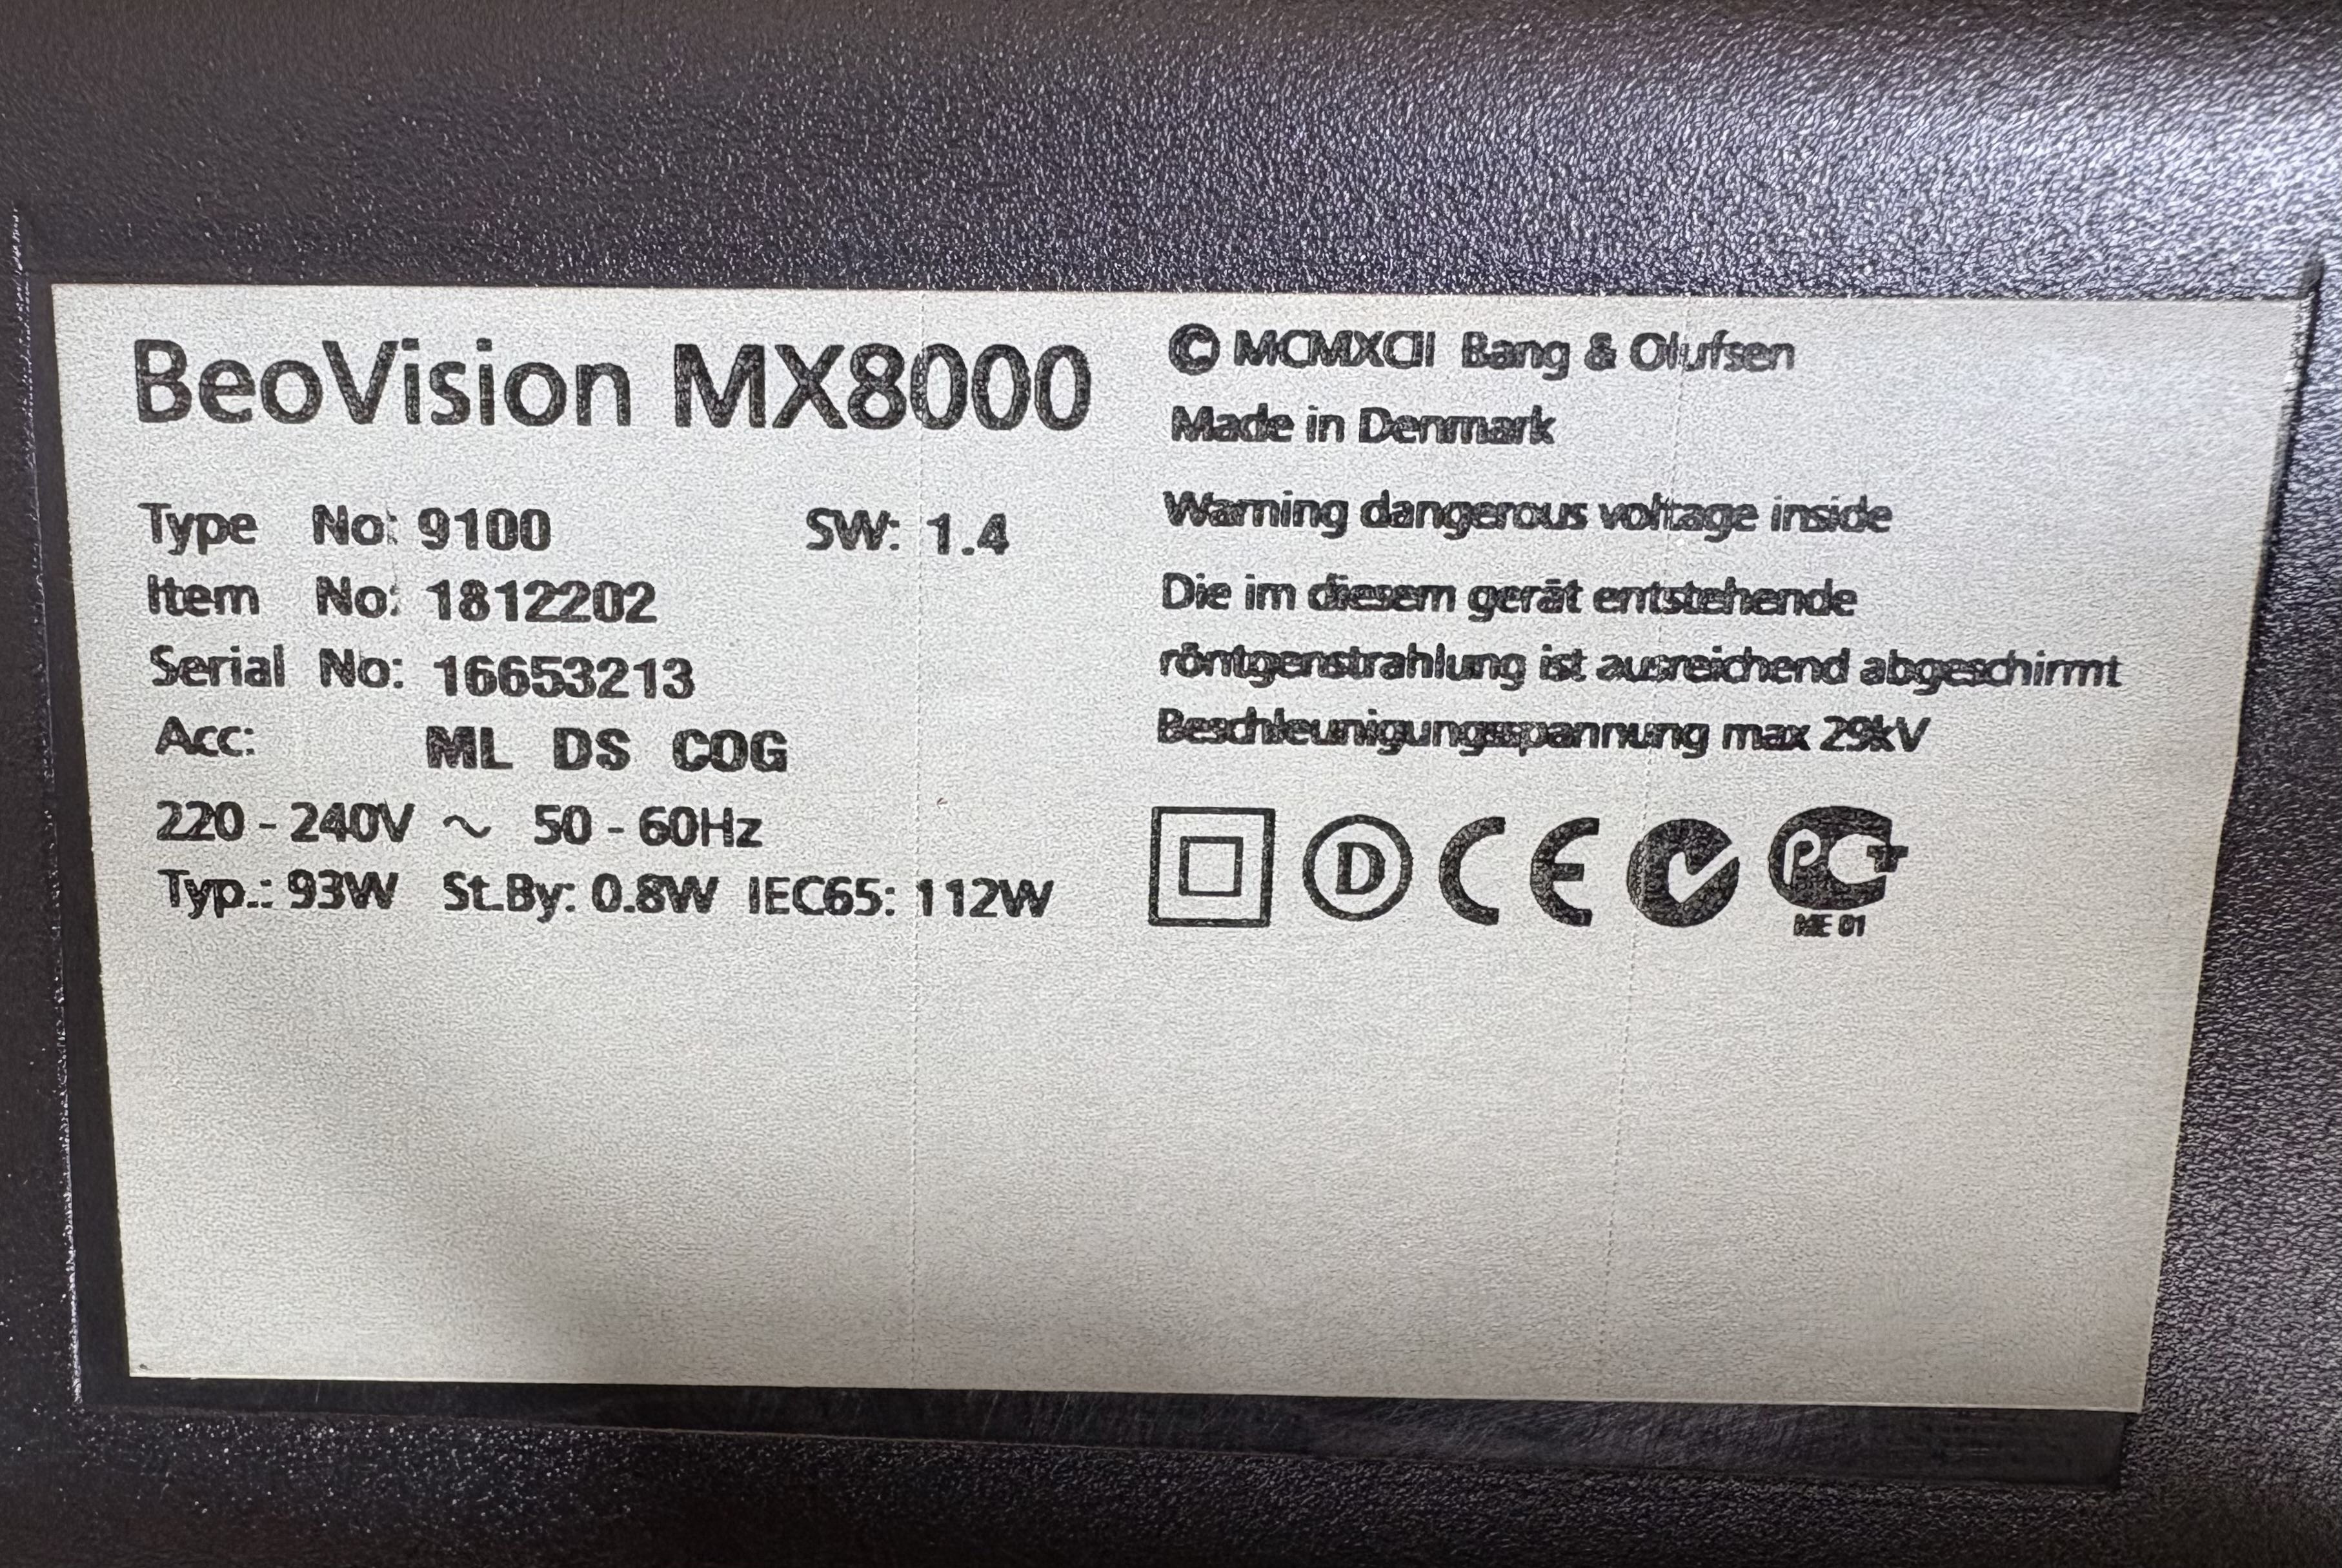 BeoVision MX8000
Type No: 9100 SW: 1.4
Item No: 1812202
Serial No: 16653213
Acc: ML DS COG
220 - 240V ~ 50 - 60Hz
Typ.: 93W St.By: 0.8W IEC65: 112W
© MCMXCII Bang & Olufsen
Made in Denmark
Warning dangerous voltage inside
Die im diesem gerät entstehende
röntgenstrahlung ist ausreichend abgeschirmt
Beschleunigungsspannung max 29kV
D CE PCT
ME 01